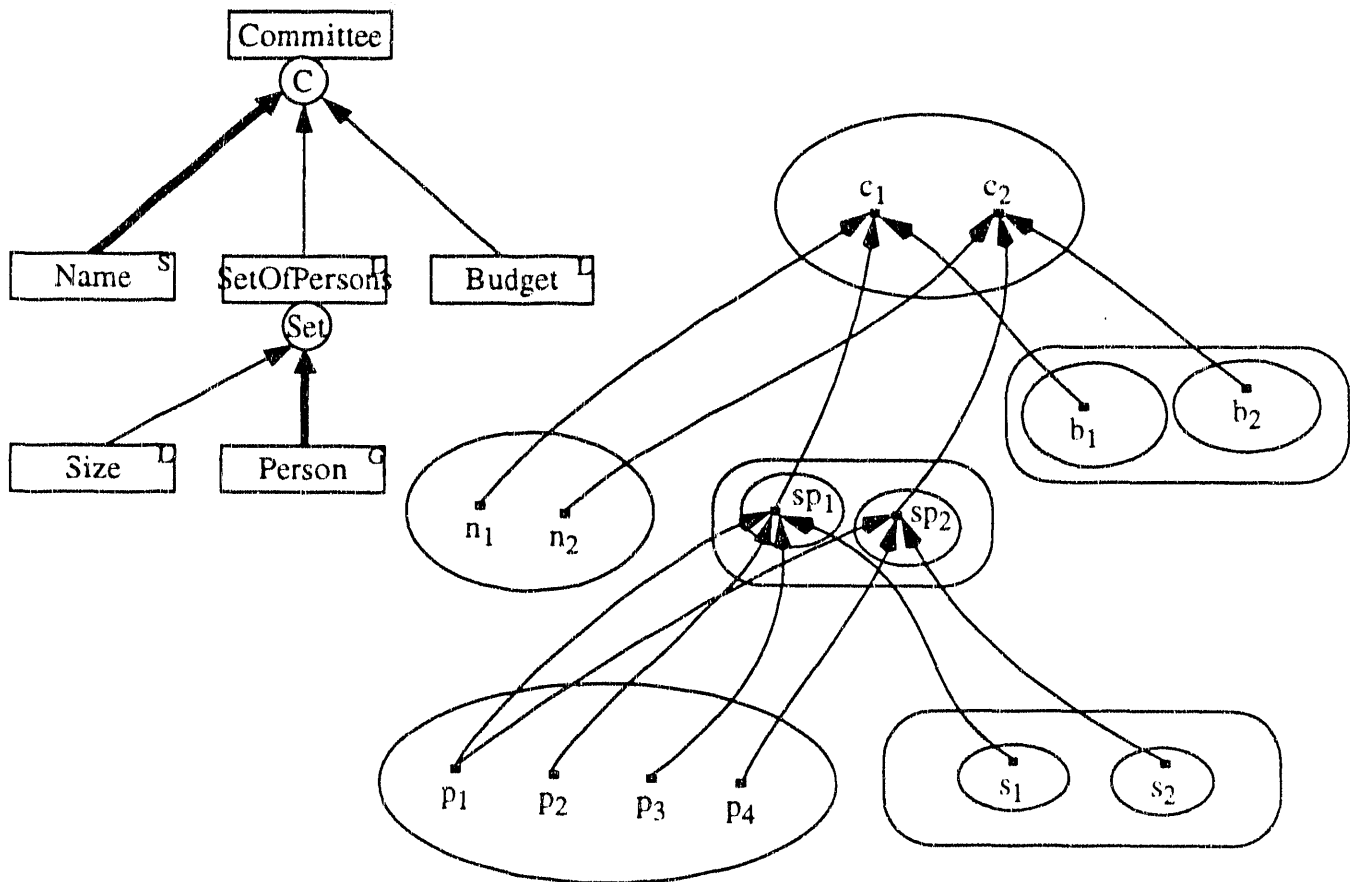 Committee
C
Name S
SetOfPersons D
Budget D
Set
Size D
Person G
c1 c2
b1 b2
n1 n2
sp1 sp2
p1 p2 p3 p4
s1 s2